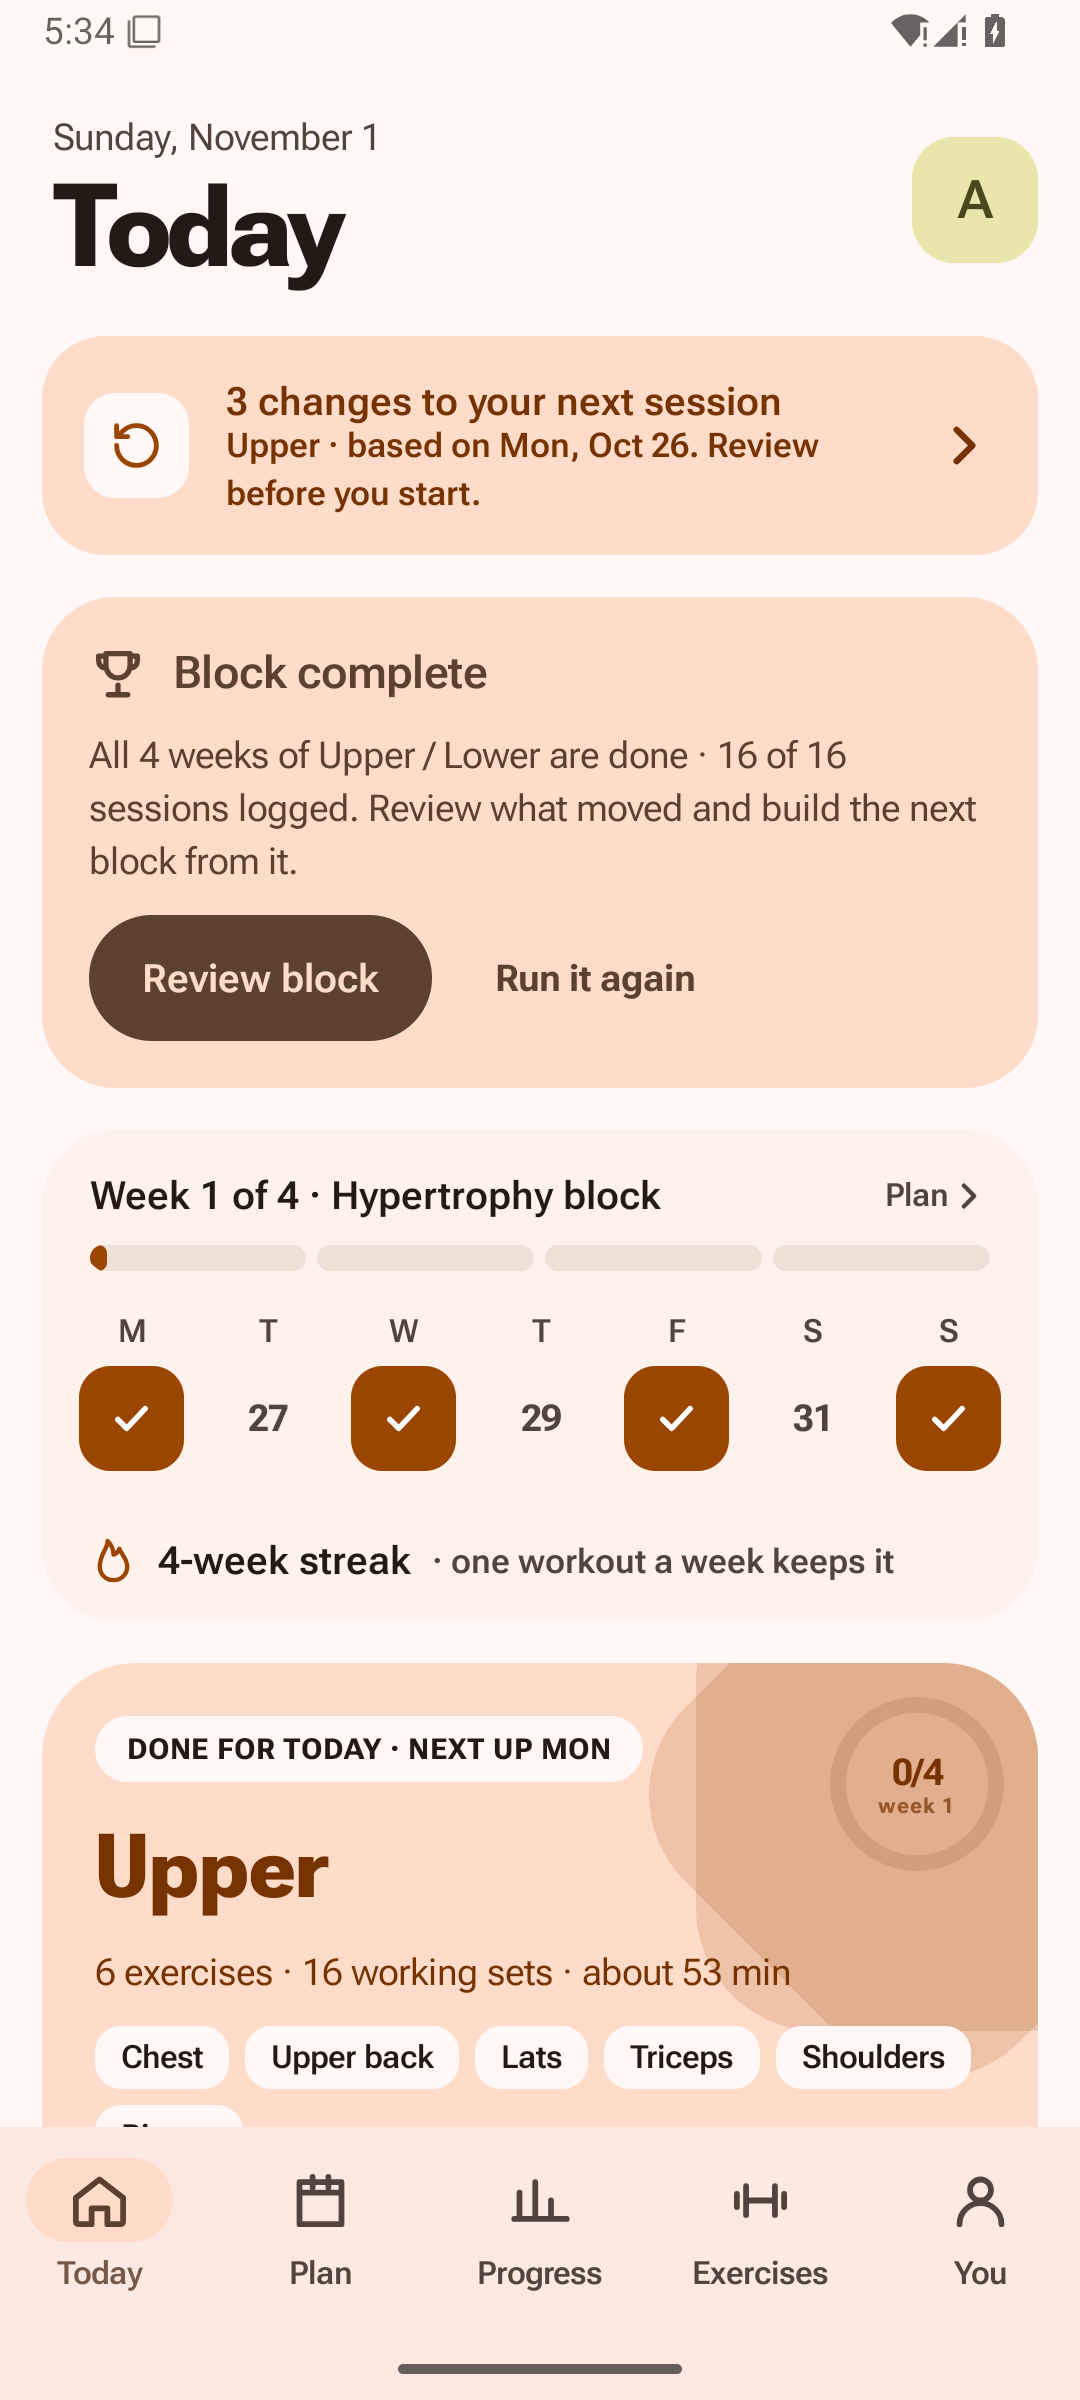 5:34
Sunday, November 1
Today
A
3 changes to your next session
Upper · based on Mon, Oct 26. Review
before you start.
Block complete
All 4 weeks of Upper / Lower are done · 16 of 16
sessions logged. Review what moved and build the next
block from it.
Review block
Run it again
Week 1 of 4 · Hypertrophy block
Plan
M T W T F S S
27 29 31
4-week streak · one workout a week keeps it
DONE FOR TODAY · NEXT UP MON
0/4
week 1
Upper
6 exercises · 16 working sets · about 53 min
Chest Upper back Lats Triceps Shoulders
Today Plan Progress Exercises You